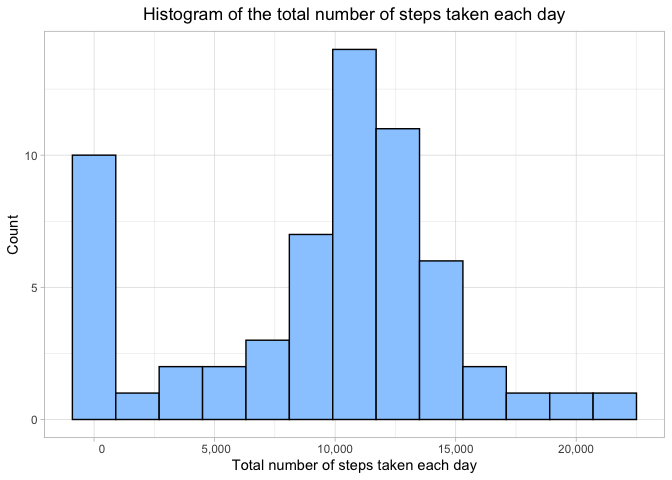 Histogram of the total number of steps taken each day
Count
10
5
0
0 5,000 10,000 15,000 20,000
Total number of steps taken each day